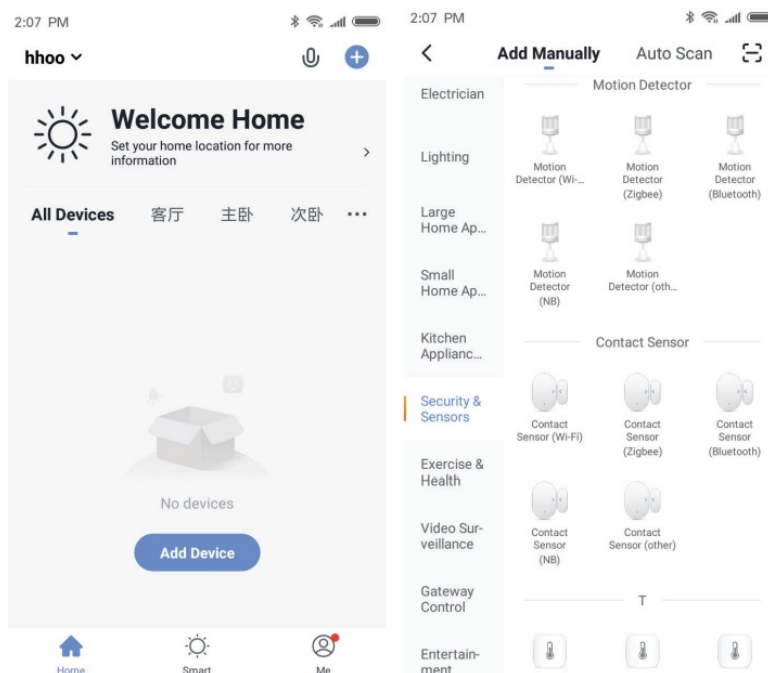 2:07 PM
hhoo
Welcome Home
Set your home location for more
information
All Devices 客厅 主卧 次卧 •••
No devices
Add Device
Home Smart Me
2:07 PM
Add Manually Auto Scan
Electrician
Lighting
Large
Home Ap...
Small
Home Ap...
Kitchen
Applianc...
Security &
Sensors
Exercise &
Health
Video Sur-
veillance
Gateway
Control
Entertain-
ment
Motion Detector
Motion
Detector (Wi-...
Motion
Detector
(Zigbee)
Motion
Detector
(Bluetooth)
Motion
Detector
(NB)
Motion
Detector (oth...
Contact Sensor
Contact
Sensor (Wi-Fi)
Contact
Sensor
(Zigbee)
Contact
Sensor
(Bluetooth)
Contact
Sensor
(NB)
Contact
Sensor (other)
T